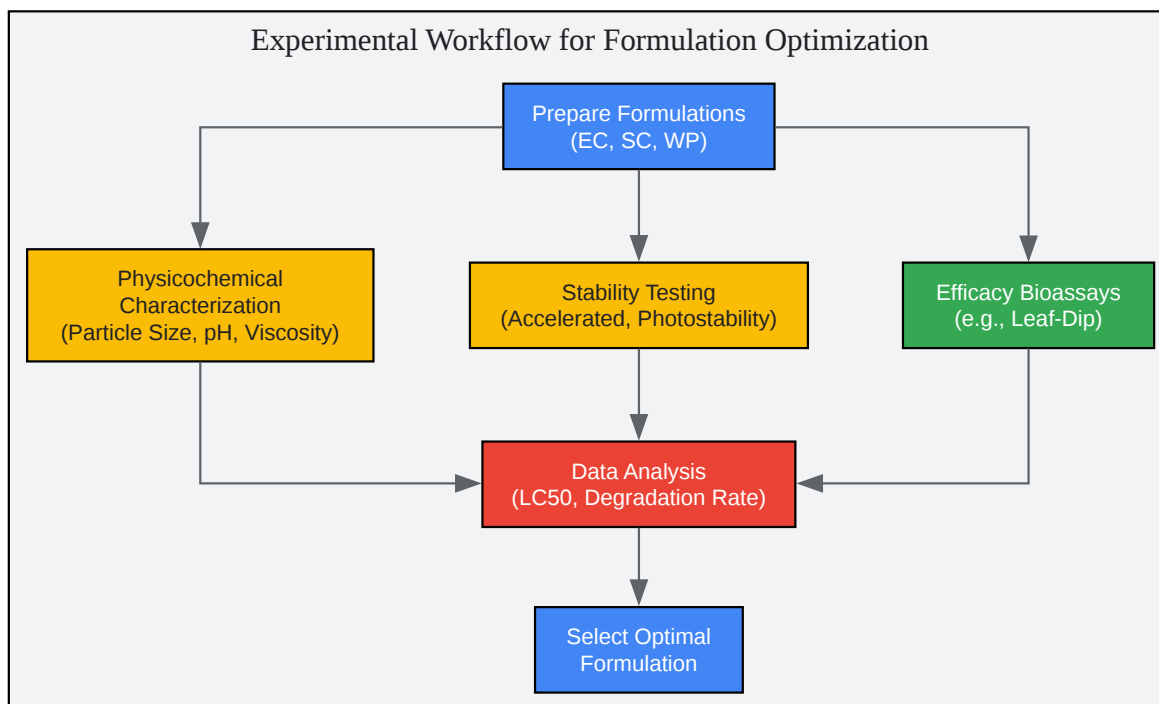 Experimental Workflow for Formulation Optimization
Prepare Formulations
(EC, SC, WP)
Physicochemical
Characterization
(Particle Size, pH, Viscosity)
Stability Testing
(Accelerated, Photostability)
Efficacy Bioassays
(e.g., Leaf-Dip)
Data Analysis
(LC50, Degradation Rate)
Select Optimal
Formulation